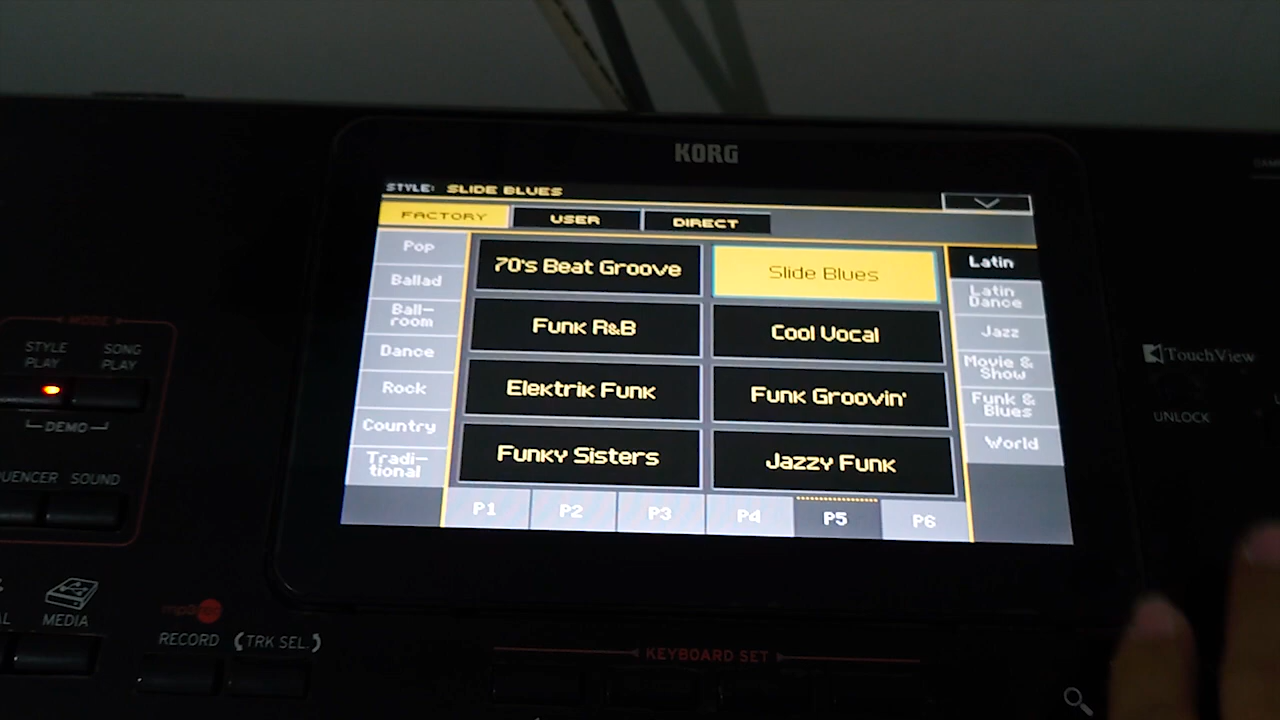 KORG
STYLE: SLIDE BLUES
FACTORY
USER
DIRECT
Pop
Ballad
Ball-
room
Dance
Rock
Country
Tradi-
tional
70's Beat Groove
Slide Blues
Funk R&B
Cool Vocal
Elektrik Funk
Funk Groovin'
Funky Sisters
Jazzy Funk
Latin
Latin
Dance
Jazz
Movie &
Show
Funk &
Blues
World
P1
P2
P3
P4
P5
P6
MODE
STYLE
PLAY
SONG
PLAY
DEMO
UENCER
SOUND
MEDIA
mp3rec
RECORD
TRK SEL.
KEYBOARD SET
TouchView
UNLOCK